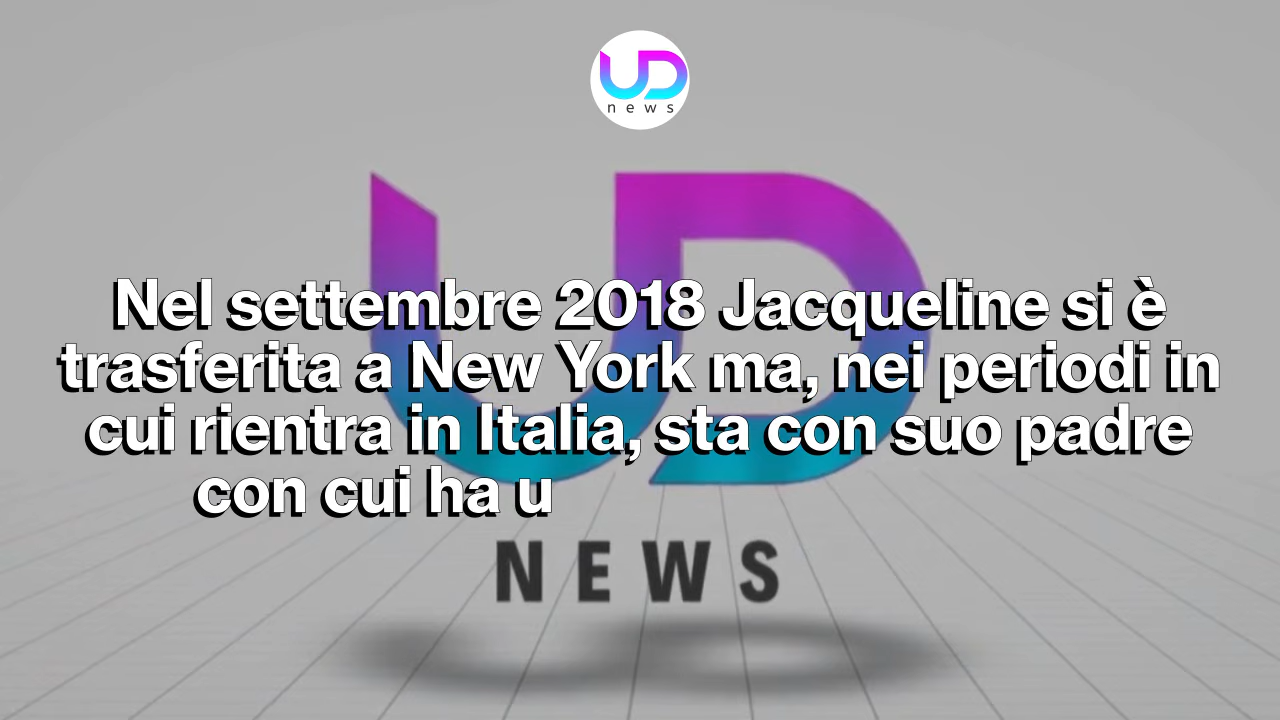 UD
news
Nel settembre 2018 Jacqueline si è
trasferita a New York ma, nei periodi in
cui rientra in Italia, sta con suo padre
con cui ha u
UD
NEWS